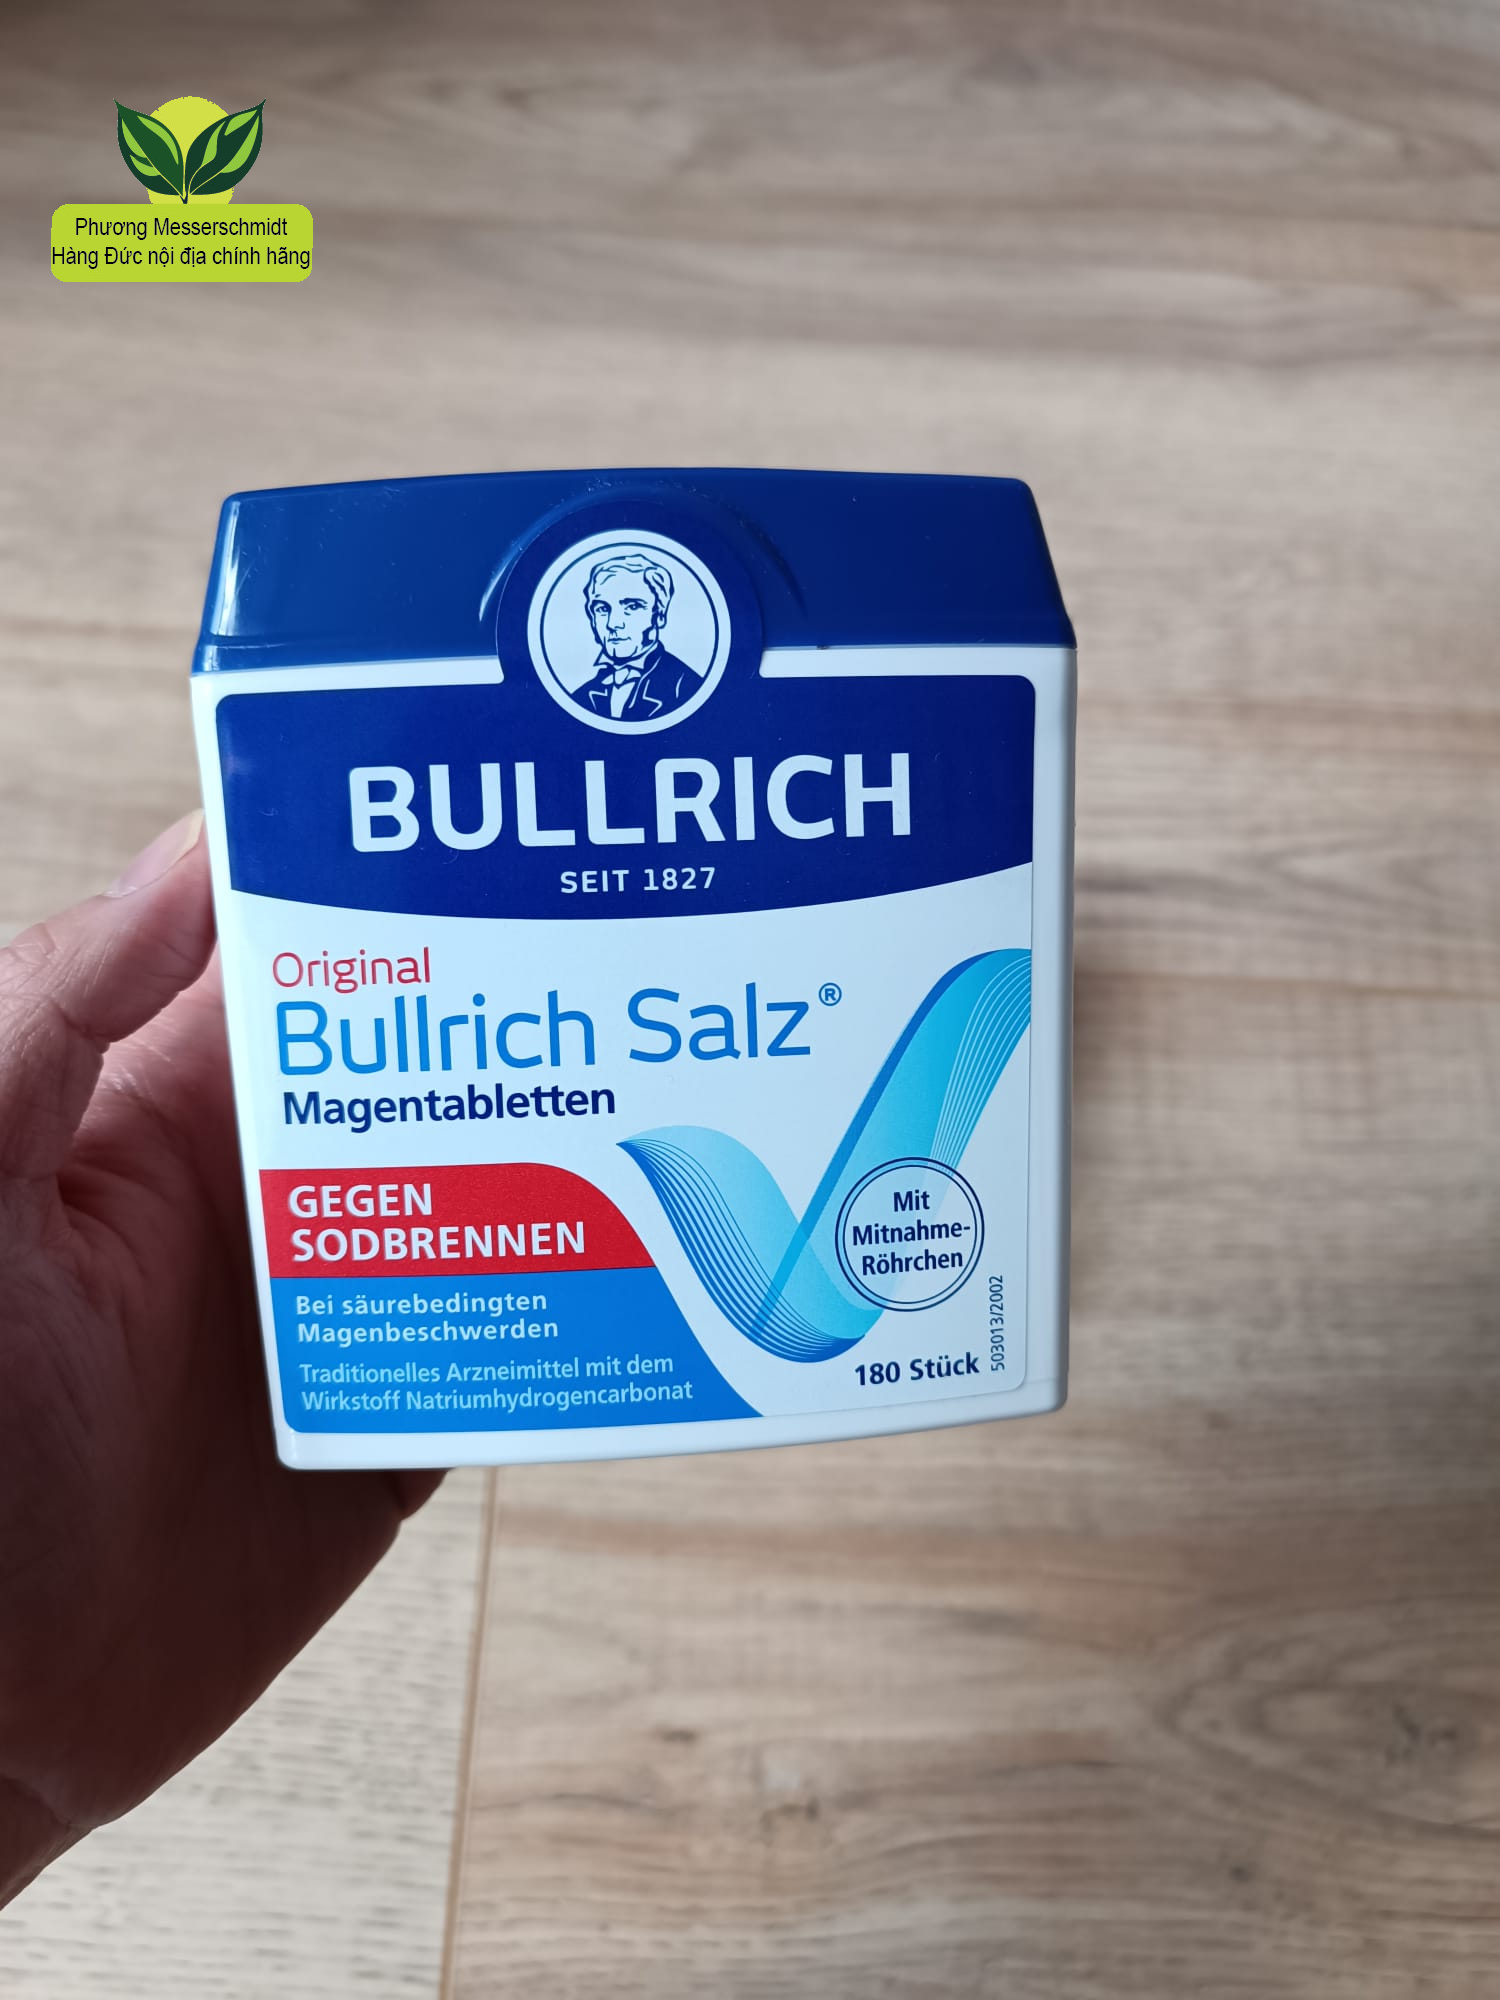 Phương Messerschmidt
Hàng Đức nội địa chính hãng
BULLRICH
SEIT 1827
Original
Bullrich Salz®
Magentabletten
GEGEN
SODBRENNEN
Bei säurebedingten
Magenbeschwerden
Traditionelles Arzneimittel mit dem
Wirkstoff Natriumhydrogencarbonat
Mit
Mitnahme-
Röhrchen
180 Stück
503013/2002